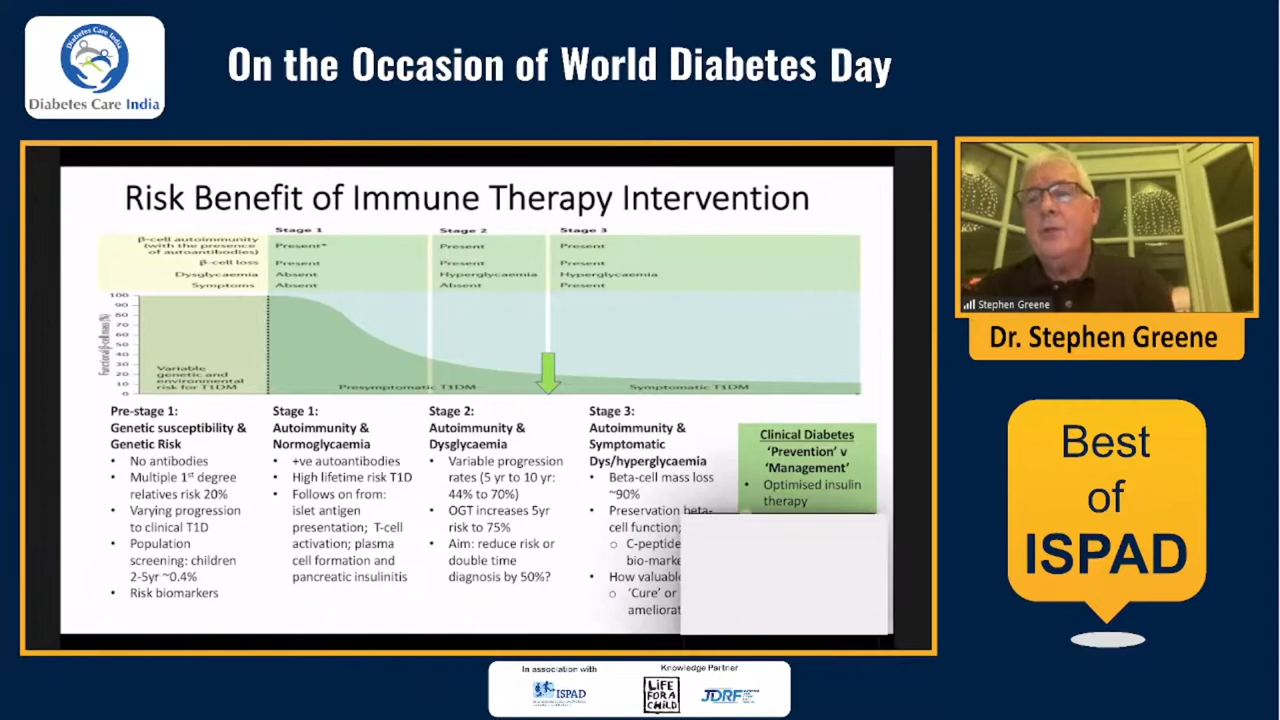 Diabetes Care India
Diabetes Care India
On the Occasion of World Diabetes Day
Risk Benefit of Immune Therapy Intervention
Stage 1
Stage 2
Stage 3
β-cell autoimmunity
(with the presence
of autoantibodies)
Present*
Present
Present
β-cell loss
Present
Present
Present
Dysglycaemia
Absent
Hyperglycaemia
Hyperglycaemia
Symptoms
Absent
Absent
Present
Functional β-cell mass (%)
100
90
80
70
60
50
40
30
20
10
0
Variable
genetic and
environmental
risk for T1DM
Presymptomatic T1DM
Symptomatic T1DM
Pre-stage 1:
Genetic susceptibility &
Genetic Risk
• No antibodies
• Multiple 1st degree
relatives risk 20%
• Varying progression
to clinical T1D
• Population
screening: children
2-5yr ~0.4%
• Risk biomarkers
Stage 1:
Autoimmunity &
Normoglycaemia
• +ve autoantibodies
• High lifetime risk T1D
• Follows on from:
islet antigen
presentation; T-cell
activation; plasma
cell formation and
pancreatic insulinitis
Stage 2:
Autoimmunity &
Dysglycaemia
• Variable progression
rates (5 yr to 10 yr:
44% to 70%)
• OGT increases 5yr
risk to 75%
• Aim: reduce risk or
double time
diagnosis by 50%?
Stage 3:
Autoimmunity &
Symptomatic
Dys/hyperglycaemia
• Beta-cell mass loss
~90%
• Preservation beta-
cell function;
o C-peptide
bio-marke
• How valuabl
o 'Cure' or
ameliorat
Clinical Diabetes
'Prevention' v
'Management'
• Optimised insulin
therapy
Stephen Greene
Dr. Stephen Greene
Best
of
ISPAD
In association with
ISPAD
Knowledge Partner
LIFE
FOR A
CHILD
JDRF